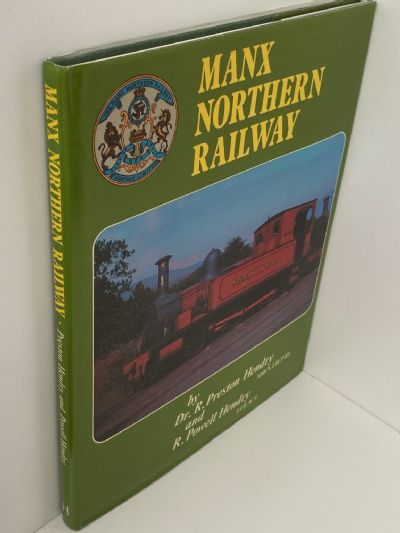 MANX
NORTHERN
RAILWAY
by
Dr. R. Preston Hendry
and
R. Powell Hendry
MANX NORTHERN RAILWAY - Preston Hendry and Powell Hendry